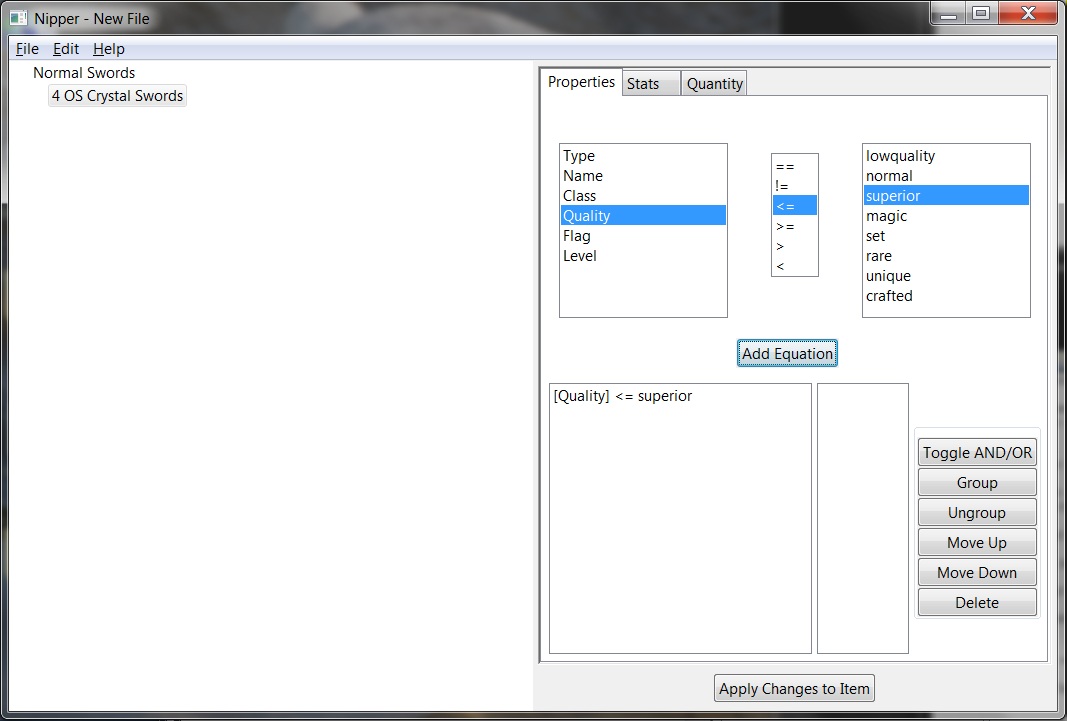 Nipper - New File
File Edit Help
Normal Swords
4 OS Crystal Swords
Properties Stats Quantity
Type
Name
Class
Quality
Flag
Level
==
!=
<=
>=
>
<
lowquality
normal
superior
magic
set
rare
unique
crafted
Add Equation
[Quality] <= superior
Toggle AND/OR
Group
Ungroup
Move Up
Move Down
Delete
Apply Changes to Item